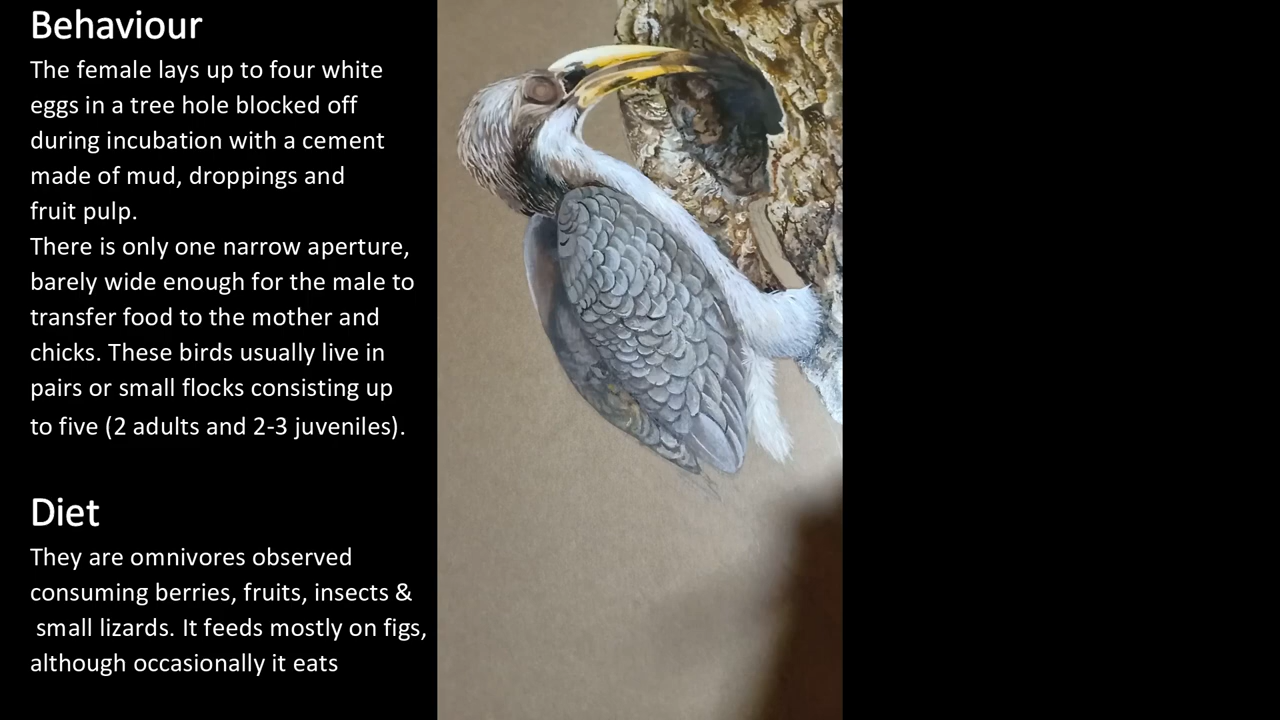 Behaviour
The female lays up to four white
eggs in a tree hole blocked off
during incubation with a cement
made of mud, droppings and
fruit pulp.
There is only one narrow aperture,
barely wide enough for the male to
transfer food to the mother and
chicks. These birds usually live in
pairs or small flocks consisting up
to five (2 adults and 2-3 juveniles).
Diet
They are omnivores observed
consuming berries, fruits, insects &
small lizards. It feeds mostly on figs,
although occasionally it eats